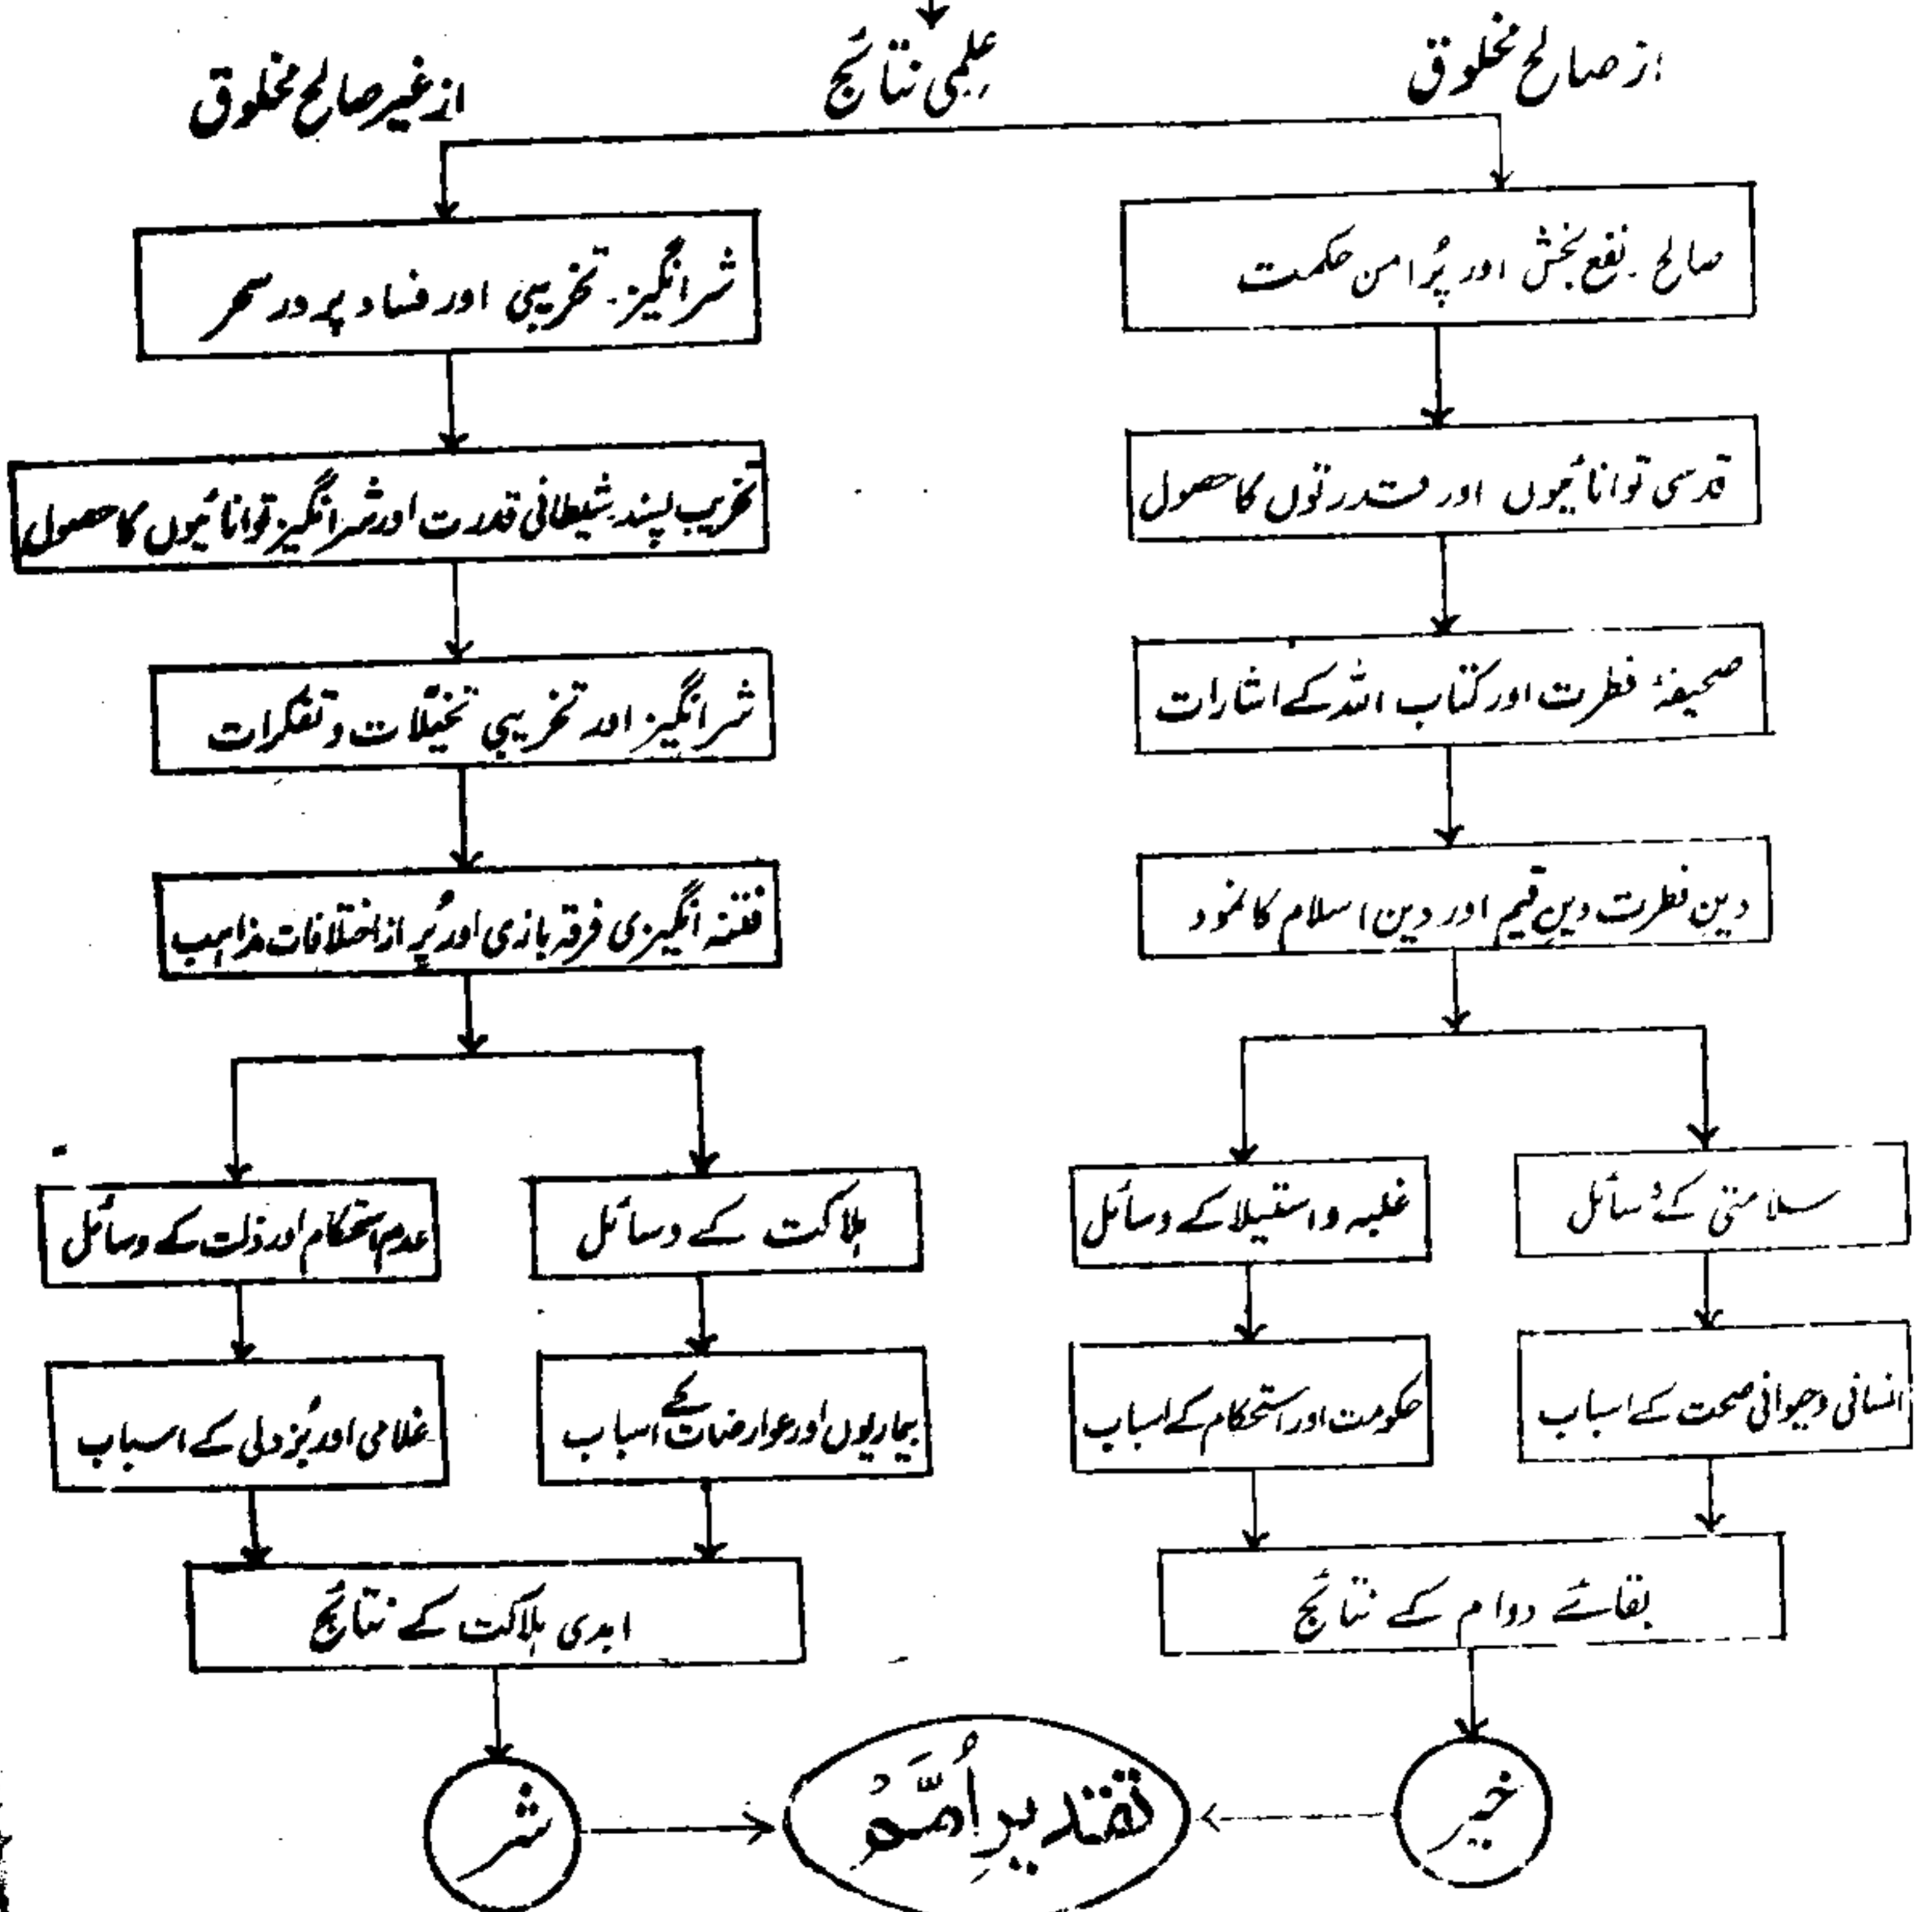 از صالح مخلوق
علمی نتائج
از غیر صالح مخلوق
صالح۔ نفع بخش اور پُر امن حکمت
شر انگیز۔ تخریبی اور فساد پرور سحر
قدسی توانائیوں اور قدرتوں کا حصول
تخریب پسند شیطانی قدرت اور شر انگیز توانائیوں کا حصول
صحیفۂ فطرت اور کتاب اللہ کے اشارات
شر انگیز اور تخریبی تخیلّات و تفکرات
دینِ فطرت دینِ قیم اور دین اسلام کا نمود
فتنہ انگیزی فرقہ بازی اور پُر از اختلافات مذاہب
سلامتی کے وسائل
غلبہ و استیلا کے وسائل
ہلاکت کے وسائل
عدم استحکام اور ذلت کے وسائل
انسانی و حیوانی صحت کے اسباب
حکومت اور استحکام کے اسباب
بیماریوں اور عوارضات کے اسباب
غلامی اور بُزدلی کے اسباب
بقائے دوام کے نتائج
ابدی ہلاکت کے نتائج
خیر
تقدیرِ اُمَّۃُ
شر